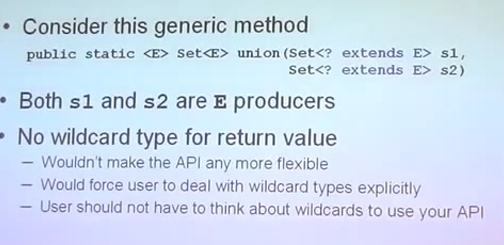 • Consider this generic method
public static <E> Set<E> union(Set<? extends E> s1,
Set<? extends E> s2)
• Both s1 and s2 are E producers
• No wildcard type for return value
– Wouldn't make the API any more flexible
– Would force user to deal with wildcard types explicitly
– User should not have to think about wildcards to use your API